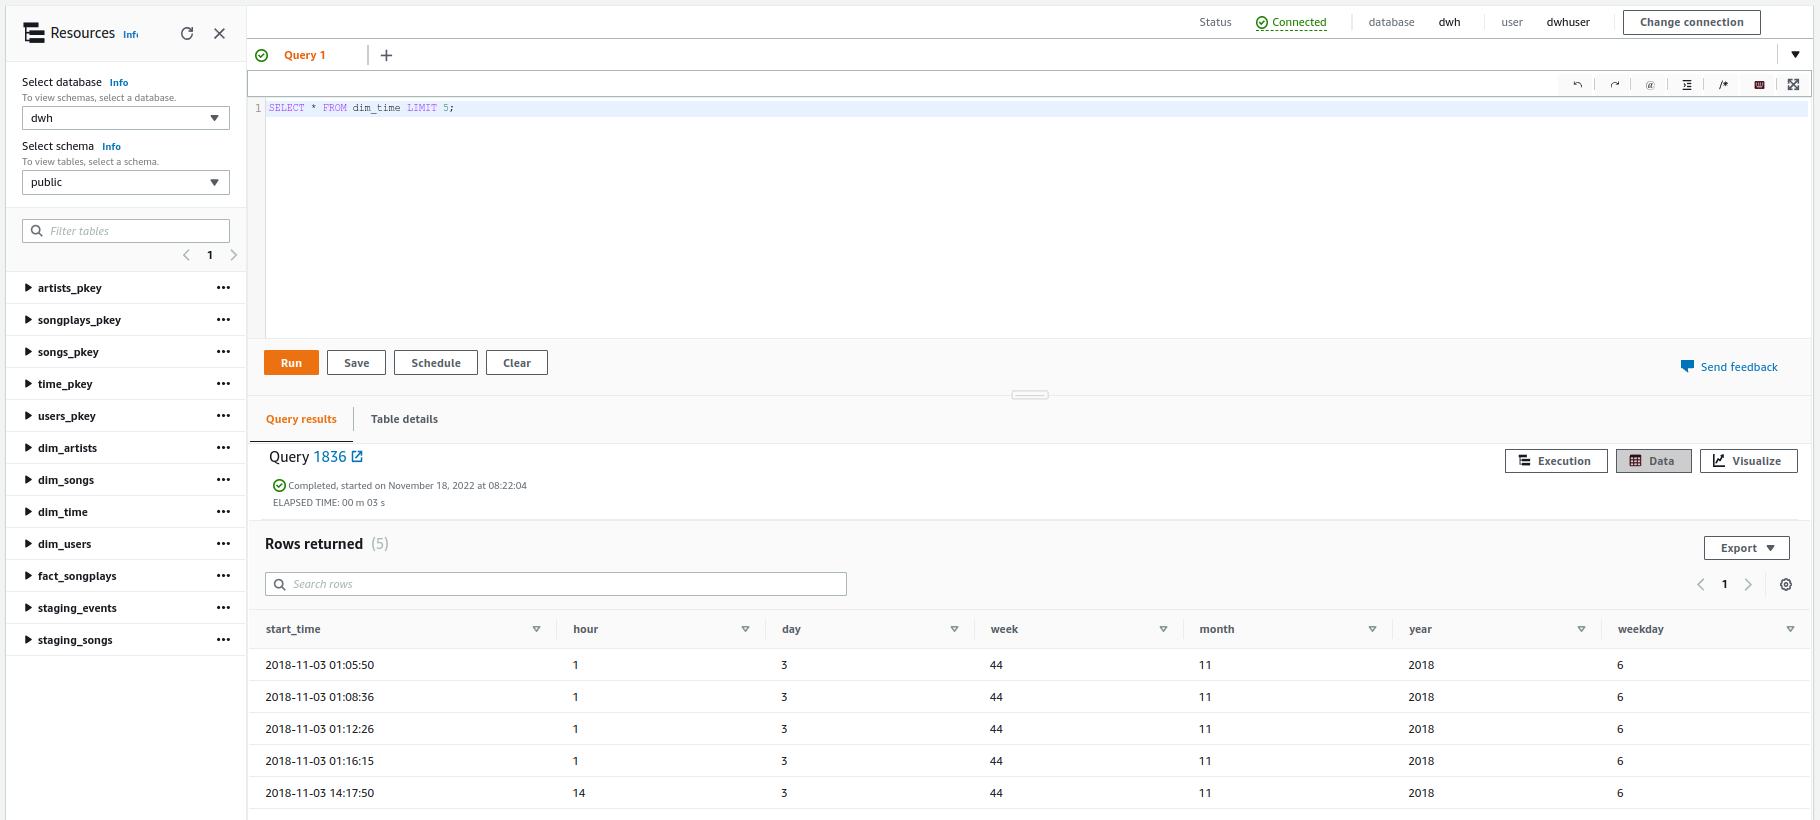 Resources Info
Status Connected database dwh user dwhuser Change connection
Query 1
Select database Info
To view schemas, select a database.
dwh
Select schema Info
To view tables, select a schema.
public
Filter tables
1
artists_pkey
songplays_pkey
songs_pkey
time_pkey
users_pkey
dim_artists
dim_songs
dim_time
dim_users
fact_songplays
staging_events
staging_songs
@ /*
1 SELECT * FROM dim_time LIMIT 5;
Run Save Schedule Clear
Send feedback
Query results Table details
Query 1836
Execution Data Visualize
Completed, started on November 18, 2022 at 08:22:04
ELAPSED TIME: 00 m 03 s
Rows returned (5)
Export
Search rows
1
start_time hour day week month year weekday
2018-11-03 01:05:50 1 3 44 11 2018 6
2018-11-03 01:08:36 1 3 44 11 2018 6
2018-11-03 01:12:26 1 3 44 11 2018 6
2018-11-03 01:16:15 1 3 44 11 2018 6
2018-11-03 14:17:50 14 3 44 11 2018 6